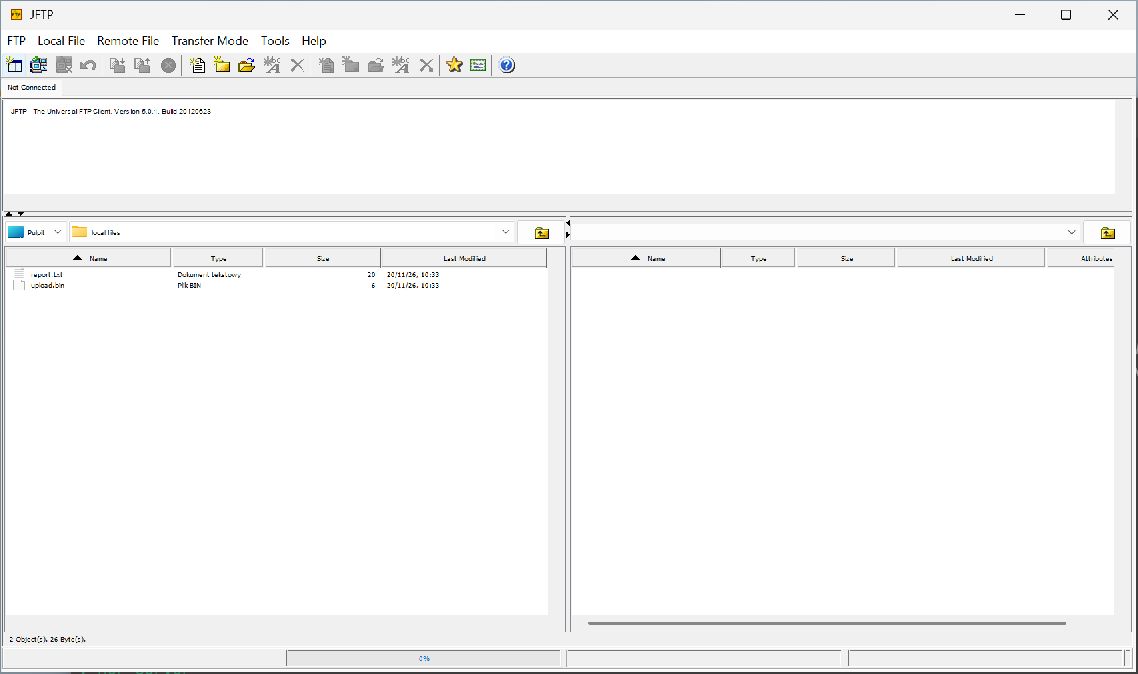 JFTP
FTP Local File Remote File Transfer Mode Tools Help
Not Connected
JFTP - The Universal FTP Client. Version 6.0.1. Build 20120623
Pulpit local files
Name Type Size Last Modified
report.txt Dokument tekstowy 20 20/11/26, 10:33
upload.bin Plik BIN 6 20/11/26, 10:33
Name Type Size Last Modified Attributes
2 Object(s). 26 Byte(s).
0%